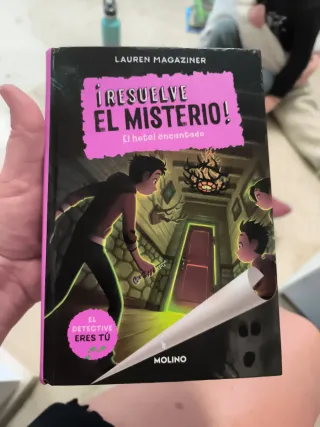 LAUREN MAGAZINER
¡RESUELVE
EL MISTERIO!
El hotel encantado
EL
DETECTIVE
ERES TÚ
MOLINO